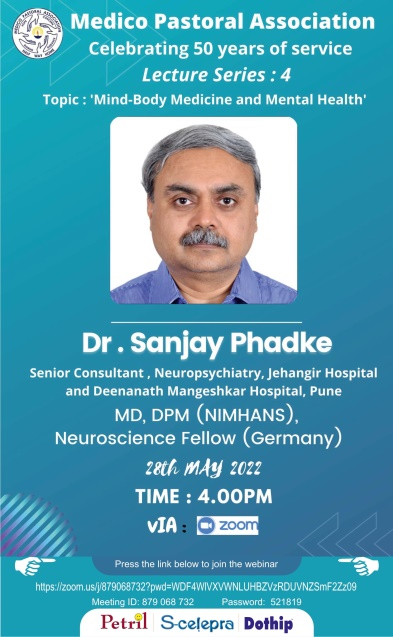 Medico Pastoral Association
Celebrating 50 years of service
Lecture Series : 4
Topic : 'Mind-Body Medicine and Mental Health'
Dr . Sanjay Phadke
Senior Consultant , Neuropsychiatry, Jehangir Hospital
and Deenanath Mangeshkar Hospital, Pune
MD, DPM (NIMHANS),
Neuroscience Fellow (Germany)
28th MAY 2022
TIME : 4.00PM
VIA : zoom
Press the link below to join the webinar
https://zoom.us/j/879068732?pwd=WDF4WlVXVWNLUHBZVzRDUVNZSmF2Zz09
Meeting ID: 879 068 732 Password: 521819
Petril S-celepra Dothip